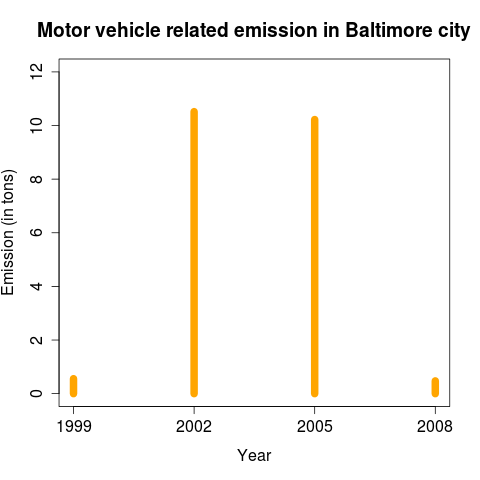 Motor vehicle related emission in Baltimore city
12
10
8
6
4
2
0
Emission (in tons)
1999 2002 2005 2008
Year